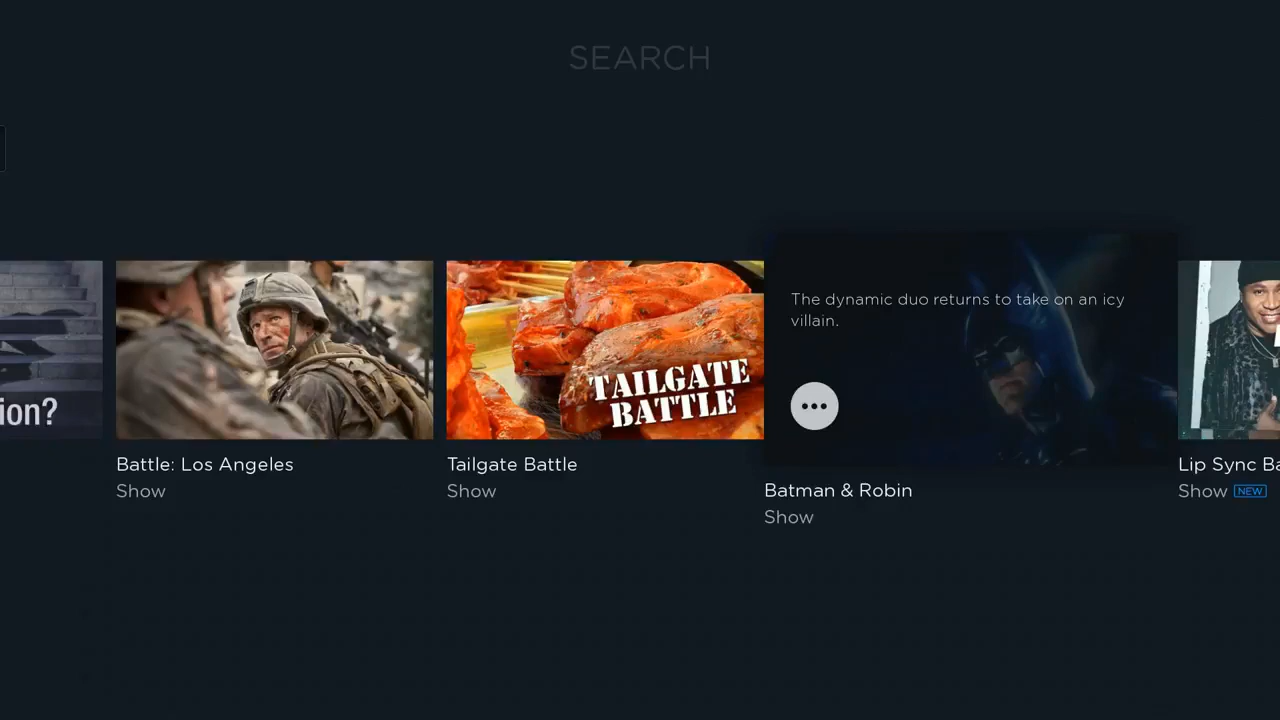 SEARCH
ion?
TAILGATE
BATTLE
The dynamic duo returns to take on an icy
villain.
Battle: Los Angeles
Show
Tailgate Battle
Show
Batman & Robin
Show
Lip Sync Ba
Show NEW